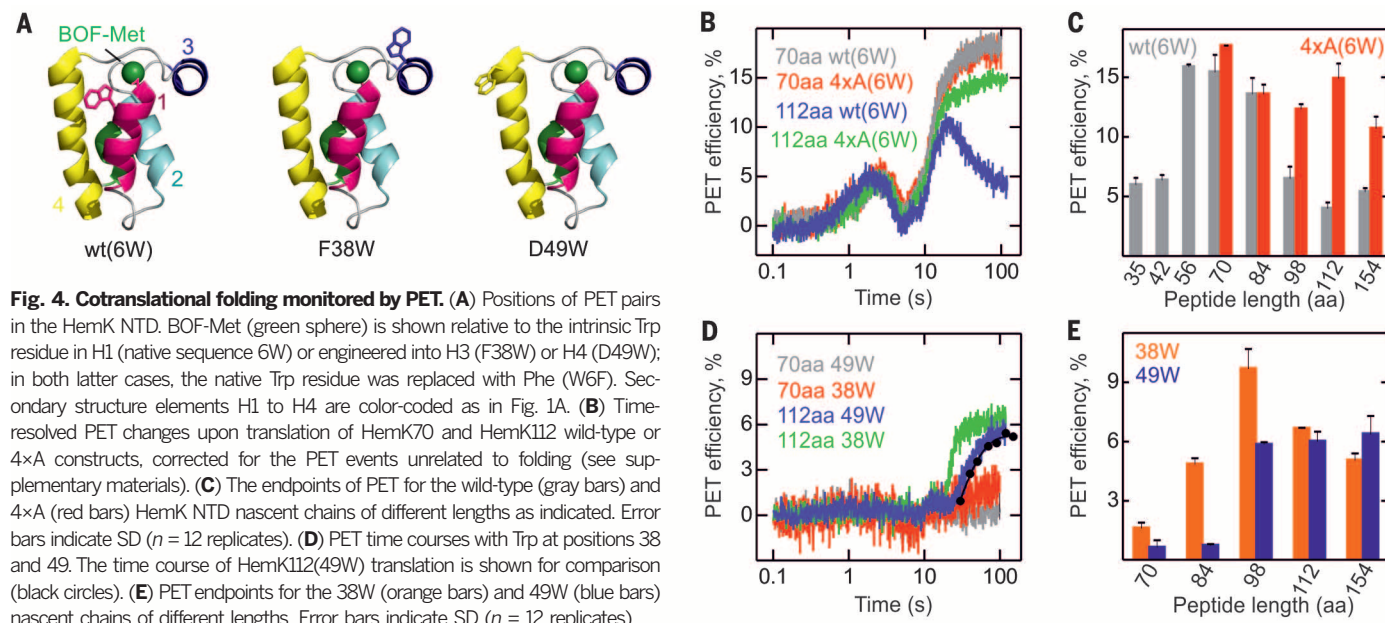 A
BOF-Met
3
1
2
4
wt(6W)
F38W
D49W
B
PET efficiency, %
15
10
5
0
70aa wt(6W)
70aa 4xA(6W)
112aa wt(6W)
112aa 4xA(6W)
0.1
1
10
100
Time (s)
C
PET efficiency, %
15
10
5
wt(6W)
4xA(6W)
35
42
56
70
84
98
112
154
Peptide length (aa)
Fig. 4. Cotranslational folding monitored by PET. (A) Positions of PET pairs
in the HemK NTD. BOF-Met (green sphere) is shown relative to the intrinsic Trp
residue in H1 (native sequence 6W) or engineered into H3 (F38W) or H4 (D49W);
in both latter cases, the native Trp residue was replaced with Phe (W6F). Sec-
ondary structure elements H1 to H4 are color-coded as in Fig. 1A. (B) Time-
resolved PET changes upon translation of HemK70 and HemK112 wild-type or
4×A constructs, corrected for the PET events unrelated to folding (see sup-
plementary materials). (C) The endpoints of PET for the wild-type (gray bars) and
4×A (red bars) HemK NTD nascent chains of different lengths as indicated. Error
bars indicate SD (n = 12 replicates). (D) PET time courses with Trp at positions 38
and 49. The time course of HemK112(49W) translation is shown for comparison
(black circles). (E) PET endpoints for the 38W (orange bars) and 49W (blue bars)
nascent chains of different lengths. Error bars indicate SD (n = 12 replicates).
D
PET efficiency, %
9
6
3
0
70aa 49W
70aa 38W
112aa 49W
112aa 38W
0.1
1
10
100
Time (s)
E
PET efficiency, %
9
6
3
38W
49W
70
84
98
112
154
Peptide length (aa)